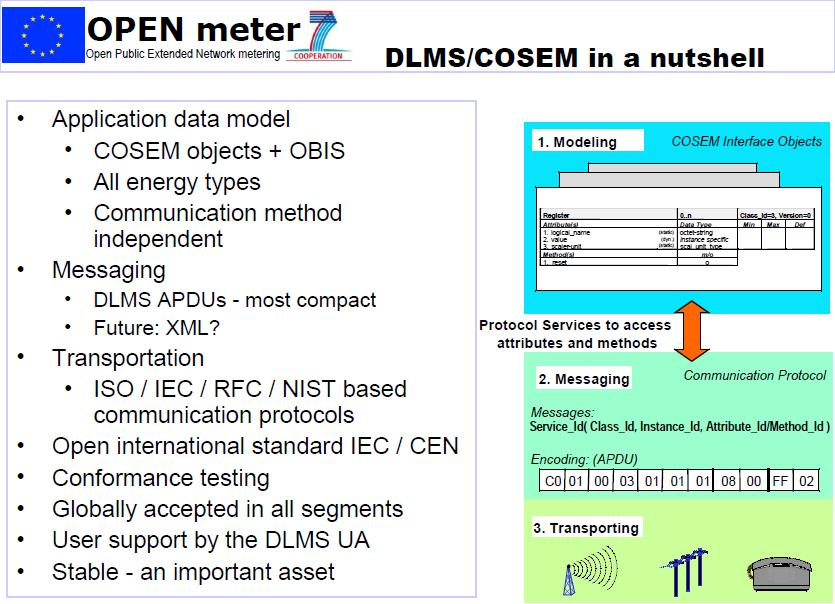 OPEN meter
Open Public Extended Network metering
7
COOPERATION
DLMS/COSEM in a nutshell
• Application data model
• COSEM objects + OBIS
• All energy types
• Communication method
independent
• Messaging
• DLMS APDUs - most compact
• Future: XML?
• Transportation
• ISO / IEC / RFC / NIST based
communication protocols
• Open international standard IEC / CEN
• Conformance testing
• Globally accepted in all segments
• User support by the DLMS UA
• Stable - an important asset
1. Modeling
COSEM Interface Objects
Register 0..n Class_id=3, Version=0
Attribute(s) Data Type Min Max Def
1. logical_name (static) octet-string
2. value (dyn.) instance specific
3. scaler-unit (static) scal_unit_type
Method(s) m/o
1. reset o
Protocol Services to access
attributes and methods
2. Messaging
Communication Protocol
Messages:
Service_Id( Class_Id, Instance_Id, Attribute_Id/Method_Id )
Encoding: (APDU)
C0 01 00 03 01 01 01 08 00 FF 02
3. Transporting